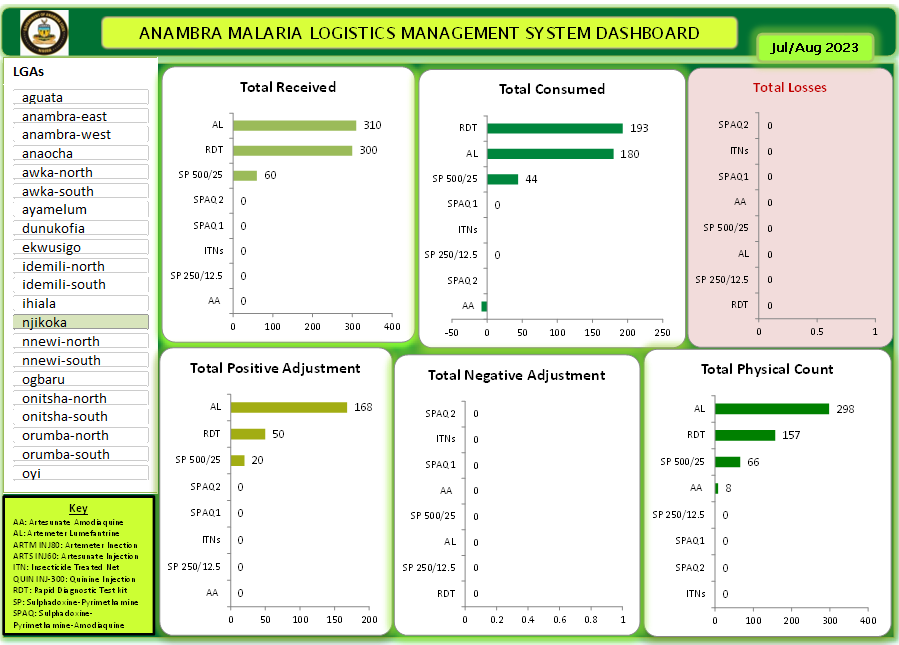 ANAMBRA MALARIA LOGISTICS MANAGEMENT SYSTEM DASHBOARD
Jul/Aug 2023
LGAs
aguata
anambra-east
anambra-west
anaocha
awka-north
awka-south
ayamelum
dunukofia
ekwusigo
idemili-north
idemili-south
ihiala
njikoka
nnewi-north
nnewi-south
ogbaru
onitsha-north
onitsha-south
orumba-north
orumba-south
oyi
Key
AA: Artesunate Amodiaquine
AL: Artemeter Lumefantrine
ARTM INJ80: Artemeter Inection
ARTS INJ60: Artesunate Injection
ITN: Insecticide Treated Net
QUIN INJ-300: Quinine Injection
RDT: Rapid Diagnostic Test kit
SP: Sulphadoxine-Pyrimethamine
SPAQ: Sulphadoxine-
Pyrimethamine-Amodiaquine
Total Received
AL 310
RDT 300
SP 500/25 60
SPAQ2 0
SPAQ1 0
ITNs 0
SP 250/12.5 0
AA 0
0 100 200 300 400
Total Consumed
RDT 193
AL 180
SP 500/25 44
SPAQ1 0
ITNs
SP 250/12.5 0
SPAQ2
AA
-50 0 50 100 150 200 250
Total Losses
SPAQ2 0
ITNs 0
SPAQ1 0
AA 0
SP 500/25 0
AL 0
SP 250/12.5 0
RDT 0
0 0.5 1
Total Positive Adjustment
AL 168
RDT 50
SP 500/25 20
SPAQ2 0
SPAQ1 0
ITNs 0
SP 250/12.5 0
AA 0
0 50 100 150 200
Total Negative Adjustment
SPAQ2 0
ITNs 0
SPAQ1 0
AA 0
SP 500/25 0
AL 0
SP 250/12.5 0
RDT 0
0 0.2 0.4 0.6 0.8 1
Total Physical Count
AL 298
RDT 157
SP 500/25 66
AA 8
SP 250/12.5 0
SPAQ1 0
SPAQ2 0
ITNs 0
0 100 200 300 400